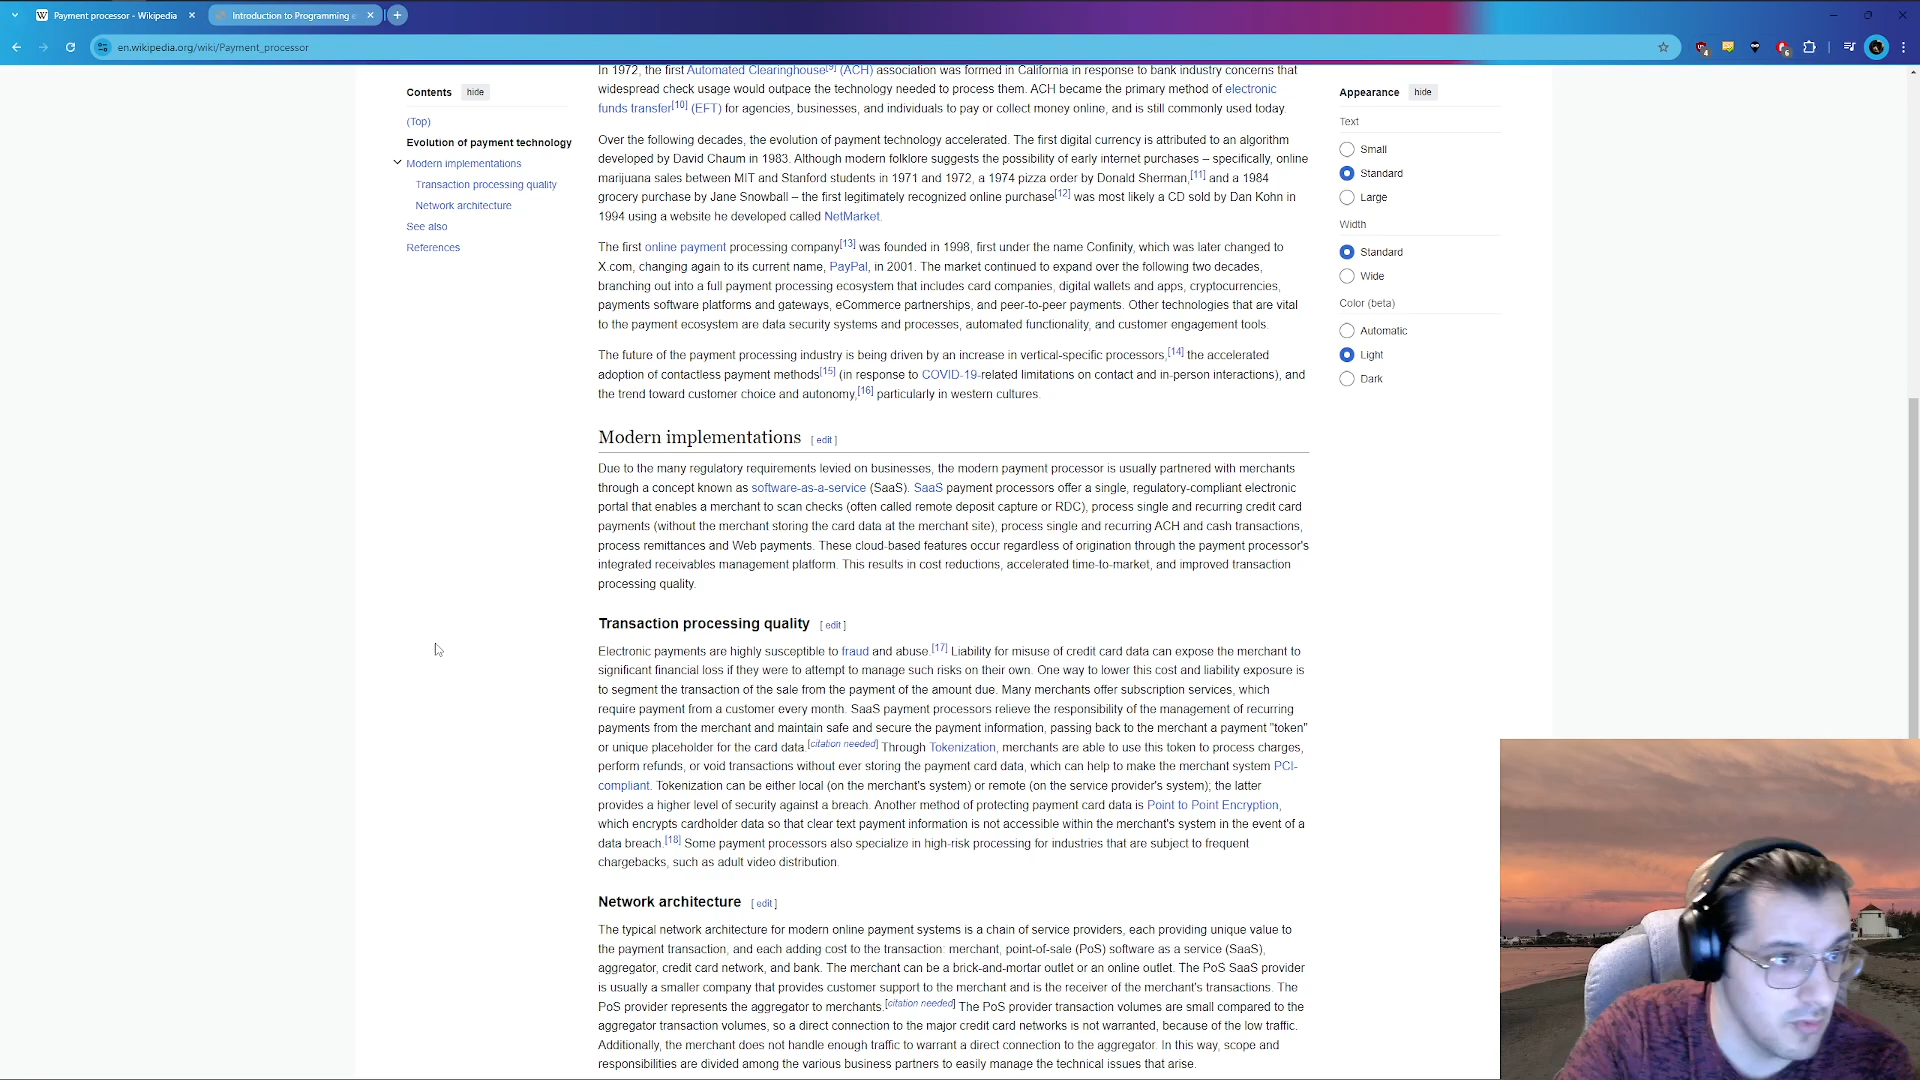 Payment processor - Wikipedia
Introduction to Programming
en.wikipedia.org/wiki/Payment_processor
4
6
Contents hide
(Top)
Evolution of payment technology
Modern implementations
Transaction processing quality
Network architecture
See also
References
In 1972, the first Automated Clearinghouse[9] (ACH) association was formed in California in response to bank industry concerns that
widespread check usage would outpace the technology needed to process them. ACH became the primary method of electronic
funds transfer[10] (EFT) for agencies, businesses, and individuals to pay or collect money online, and is still commonly used today.
Over the following decades, the evolution of payment technology accelerated. The first digital currency is attributed to an algorithm
developed by David Chaum in 1983. Although modern folklore suggests the possibility of early internet purchases – specifically, online
marijuana sales between MIT and Stanford students in 1971 and 1972, a 1974 pizza order by Donald Sherman,[11] and a 1984
grocery purchase by Jane Snowball – the first legitimately recognized online purchase[12] was most likely a CD sold by Dan Kohn in
1994 using a website he developed called NetMarket.
The first online payment processing company[13] was founded in 1998, first under the name Confinity, which was later changed to
X.com, changing again to its current name, PayPal, in 2001. The market continued to expand over the following two decades,
branching out into a full payment processing ecosystem that includes card companies, digital wallets and apps, cryptocurrencies,
payments software platforms and gateways, eCommerce partnerships, and peer-to-peer payments. Other technologies that are vital
to the payment ecosystem are data security systems and processes, automated functionality, and customer engagement tools.
The future of the payment processing industry is being driven by an increase in vertical-specific processors,[14] the accelerated
adoption of contactless payment methods[15] (in response to COVID-19-related limitations on contact and in-person interactions), and
the trend toward customer choice and autonomy,[16] particularly in western cultures.
Modern implementations [ edit ]
Due to the many regulatory requirements levied on businesses, the modern payment processor is usually partnered with merchants
through a concept known as software-as-a-service (SaaS). SaaS payment processors offer a single, regulatory-compliant electronic
portal that enables a merchant to scan checks (often called remote deposit capture or RDC), process single and recurring credit card
payments (without the merchant storing the card data at the merchant site), process single and recurring ACH and cash transactions,
process remittances and Web payments. These cloud-based features occur regardless of origination through the payment processor's
integrated receivables management platform. This results in cost reductions, accelerated time-to-market, and improved transaction
processing quality.
Transaction processing quality [ edit ]
Electronic payments are highly susceptible to fraud and abuse.[17] Liability for misuse of credit card data can expose the merchant to
significant financial loss if they were to attempt to manage such risks on their own. One way to lower this cost and liability exposure is
to segment the transaction of the sale from the payment of the amount due. Many merchants offer subscription services, which
require payment from a customer every month. SaaS payment processors relieve the responsibility of the management of recurring
payments from the merchant and maintain safe and secure the payment information, passing back to the merchant a payment "token"
or unique placeholder for the card data.[citation needed] Through Tokenization, merchants are able to use this token to process charges,
perform refunds, or void transactions without ever storing the payment card data, which can help to make the merchant system PCI-
compliant. Tokenization can be either local (on the merchant's system) or remote (on the service provider's system); the latter
provides a higher level of security against a breach. Another method of protecting payment card data is Point to Point Encryption,
which encrypts cardholder data so that clear text payment information is not accessible within the merchant's system in the event of a
data breach.[18] Some payment processors also specialize in high-risk processing for industries that are subject to frequent
chargebacks, such as adult video distribution.
Network architecture [ edit ]
The typical network architecture for modern online payment systems is a chain of service providers, each providing unique value to
the payment transaction, and each adding cost to the transaction: merchant, point-of-sale (PoS) software as a service (SaaS),
aggregator, credit card network, and bank. The merchant can be a brick-and-mortar outlet or an online outlet. The PoS SaaS provider
is usually a smaller company that provides customer support to the merchant and is the receiver of the merchant's transactions. The
PoS provider represents the aggregator to merchants.[citation needed] The PoS provider transaction volumes are small compared to the
aggregator transaction volumes, so a direct connection to the major credit card networks is not warranted, because of the low traffic.
Additionally, the merchant does not handle enough traffic to warrant a direct connection to the aggregator. In this way, scope and
responsibilities are divided among the various business partners to easily manage the technical issues that arise.
Appearance hide
Text
Small
Standard
Large
Width
Standard
Wide
Color (beta)
Automatic
Light
Dark